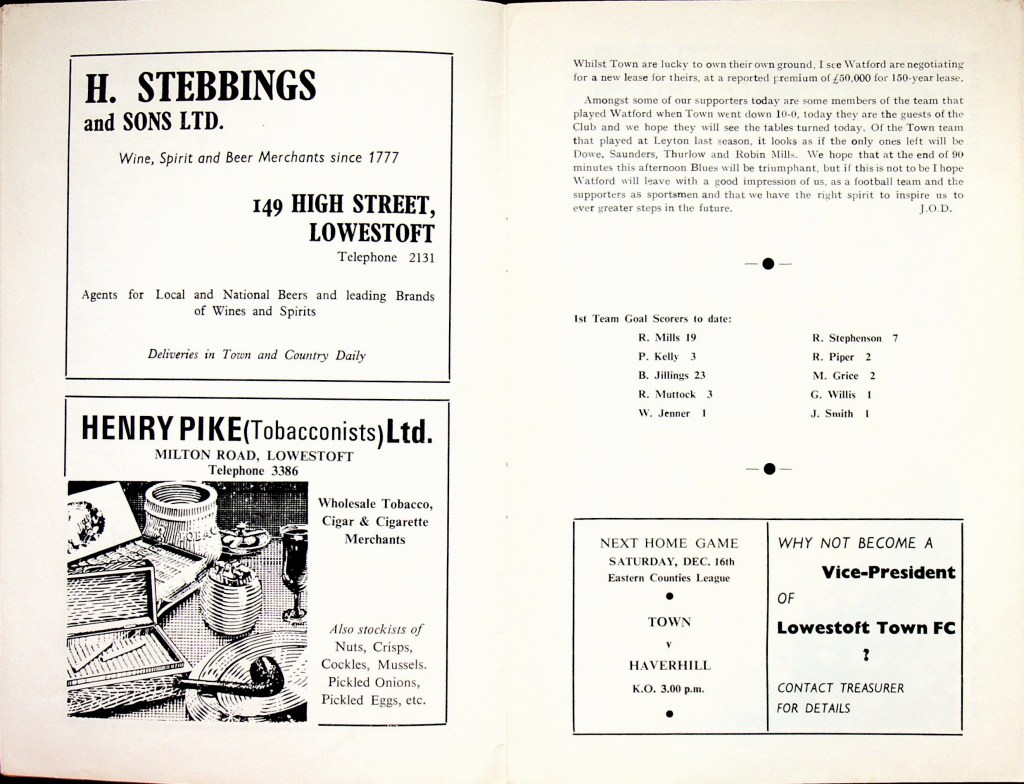 H. STEBBINGS
and SONS LTD.
Wine, Spirit and Beer Merchants since 1777
149 HIGH STREET,
LOWESTOFT
Telephone 2131
Agents for Local and National Beers and leading Brands
of Wines and Spirits
Deliveries in Town and Country Daily
HENRY PIKE (Tobacconists) Ltd.
MILTON ROAD, LOWESTOFT
Telephone 3386
Wholesale Tobacco,
Cigar & Cigarette
Merchants
Also stockists of
Nuts, Crisps,
Cockles, Mussels.
Pickled Onions,
Pickled Eggs, etc.
Whilst Town are lucky to own their own ground, I see Watford are negotiating
for a new lease for theirs, at a reported premium of £50,000 for 150-year lease.
Amongst some of our supporters today are some members of the team that
played Watford when Town went down 10-0, today they are the guests of the
Club and we hope they will see the tables turned today. Of the Town team
that played at Leyton last season, it looks as if the only ones left will be
Dowe, Saunders, Thurlow and Robin Mills. We hope that at the end of 90
minutes this afternoon Blues will be triumphant, but if this is not to be I hope
Watford will leave with a good impression of us, as a football team and the
supporters as sportsmen and that we have the right spirit to inspire us to
ever greater steps in the future. J.O.D.
1st Team Goal Scorers to date:
R. Mills 19
P. Kelly 3
B. Jillings 23
R. Muttock 3
W. Jenner 1
R. Stephenson 7
R. Piper 2
M. Grice 2
G. Willis 1
J. Smith 1
NEXT HOME GAME
SATURDAY, DEC. 16th
Eastern Counties League
TOWN
v
HAVERHILL
K.O. 3.00 p.m.
WHY NOT BECOME A
Vice-President
OF
Lowestoft Town FC
?
CONTACT TREASURER
FOR DETAILS